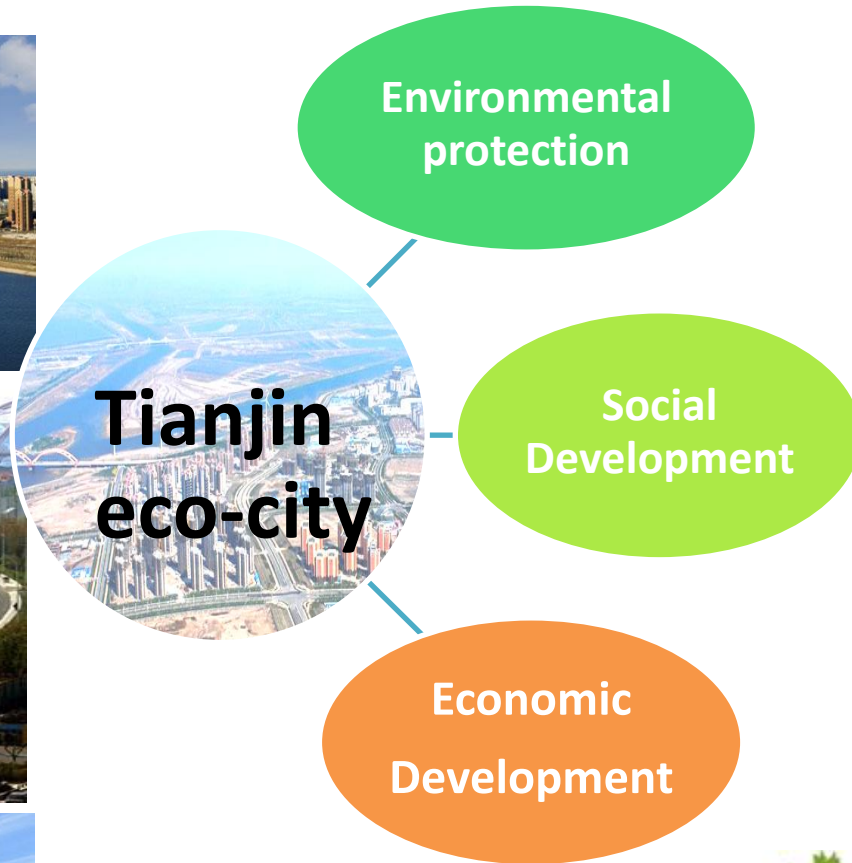 Environmental
protection
Tianjin
eco-city
Social
Development
Economic
Development